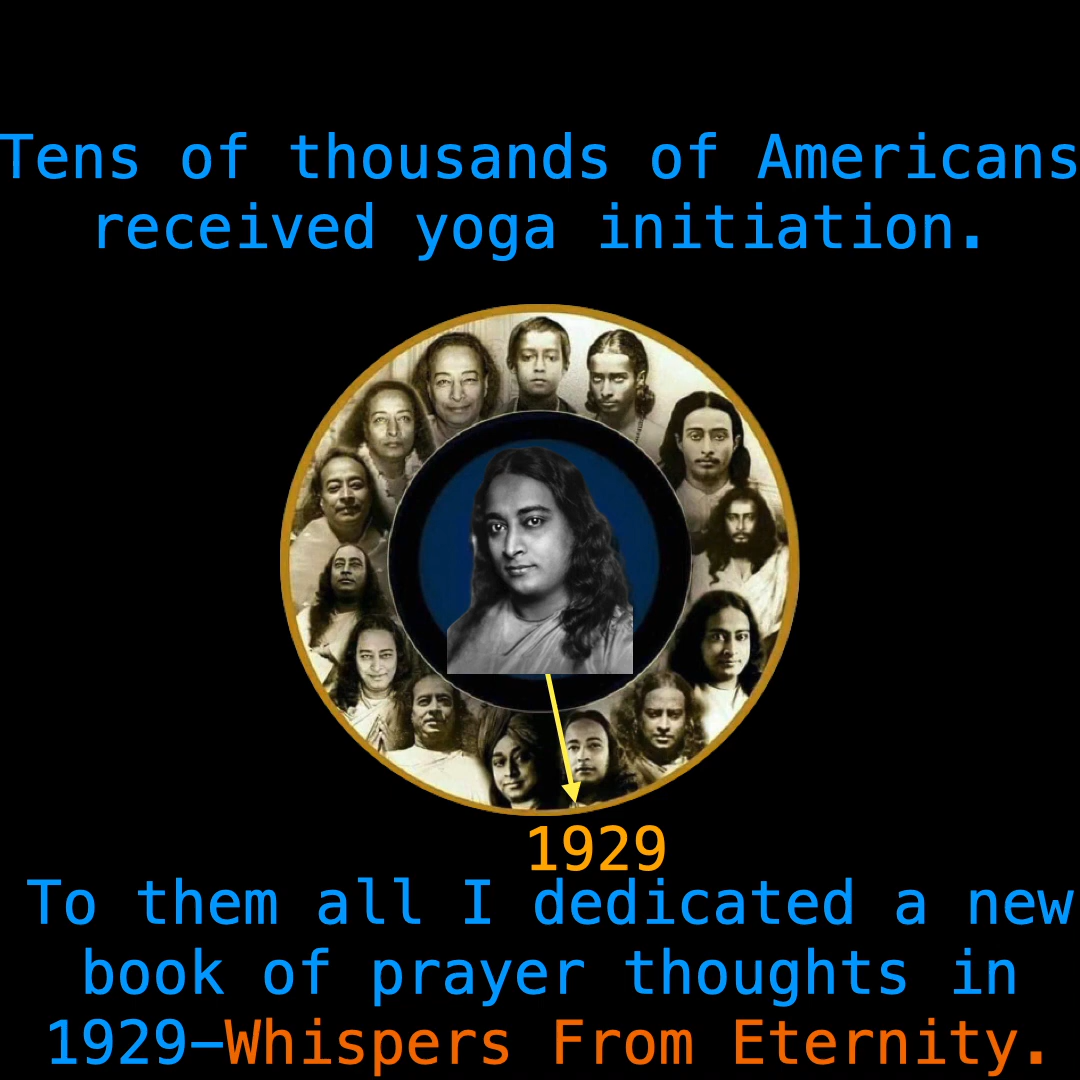 Tens of thousands of Americans
received yoga initiation.
1929
To them all I dedicated a new
book of prayer thoughts in
1929—Whispers From Eternity.